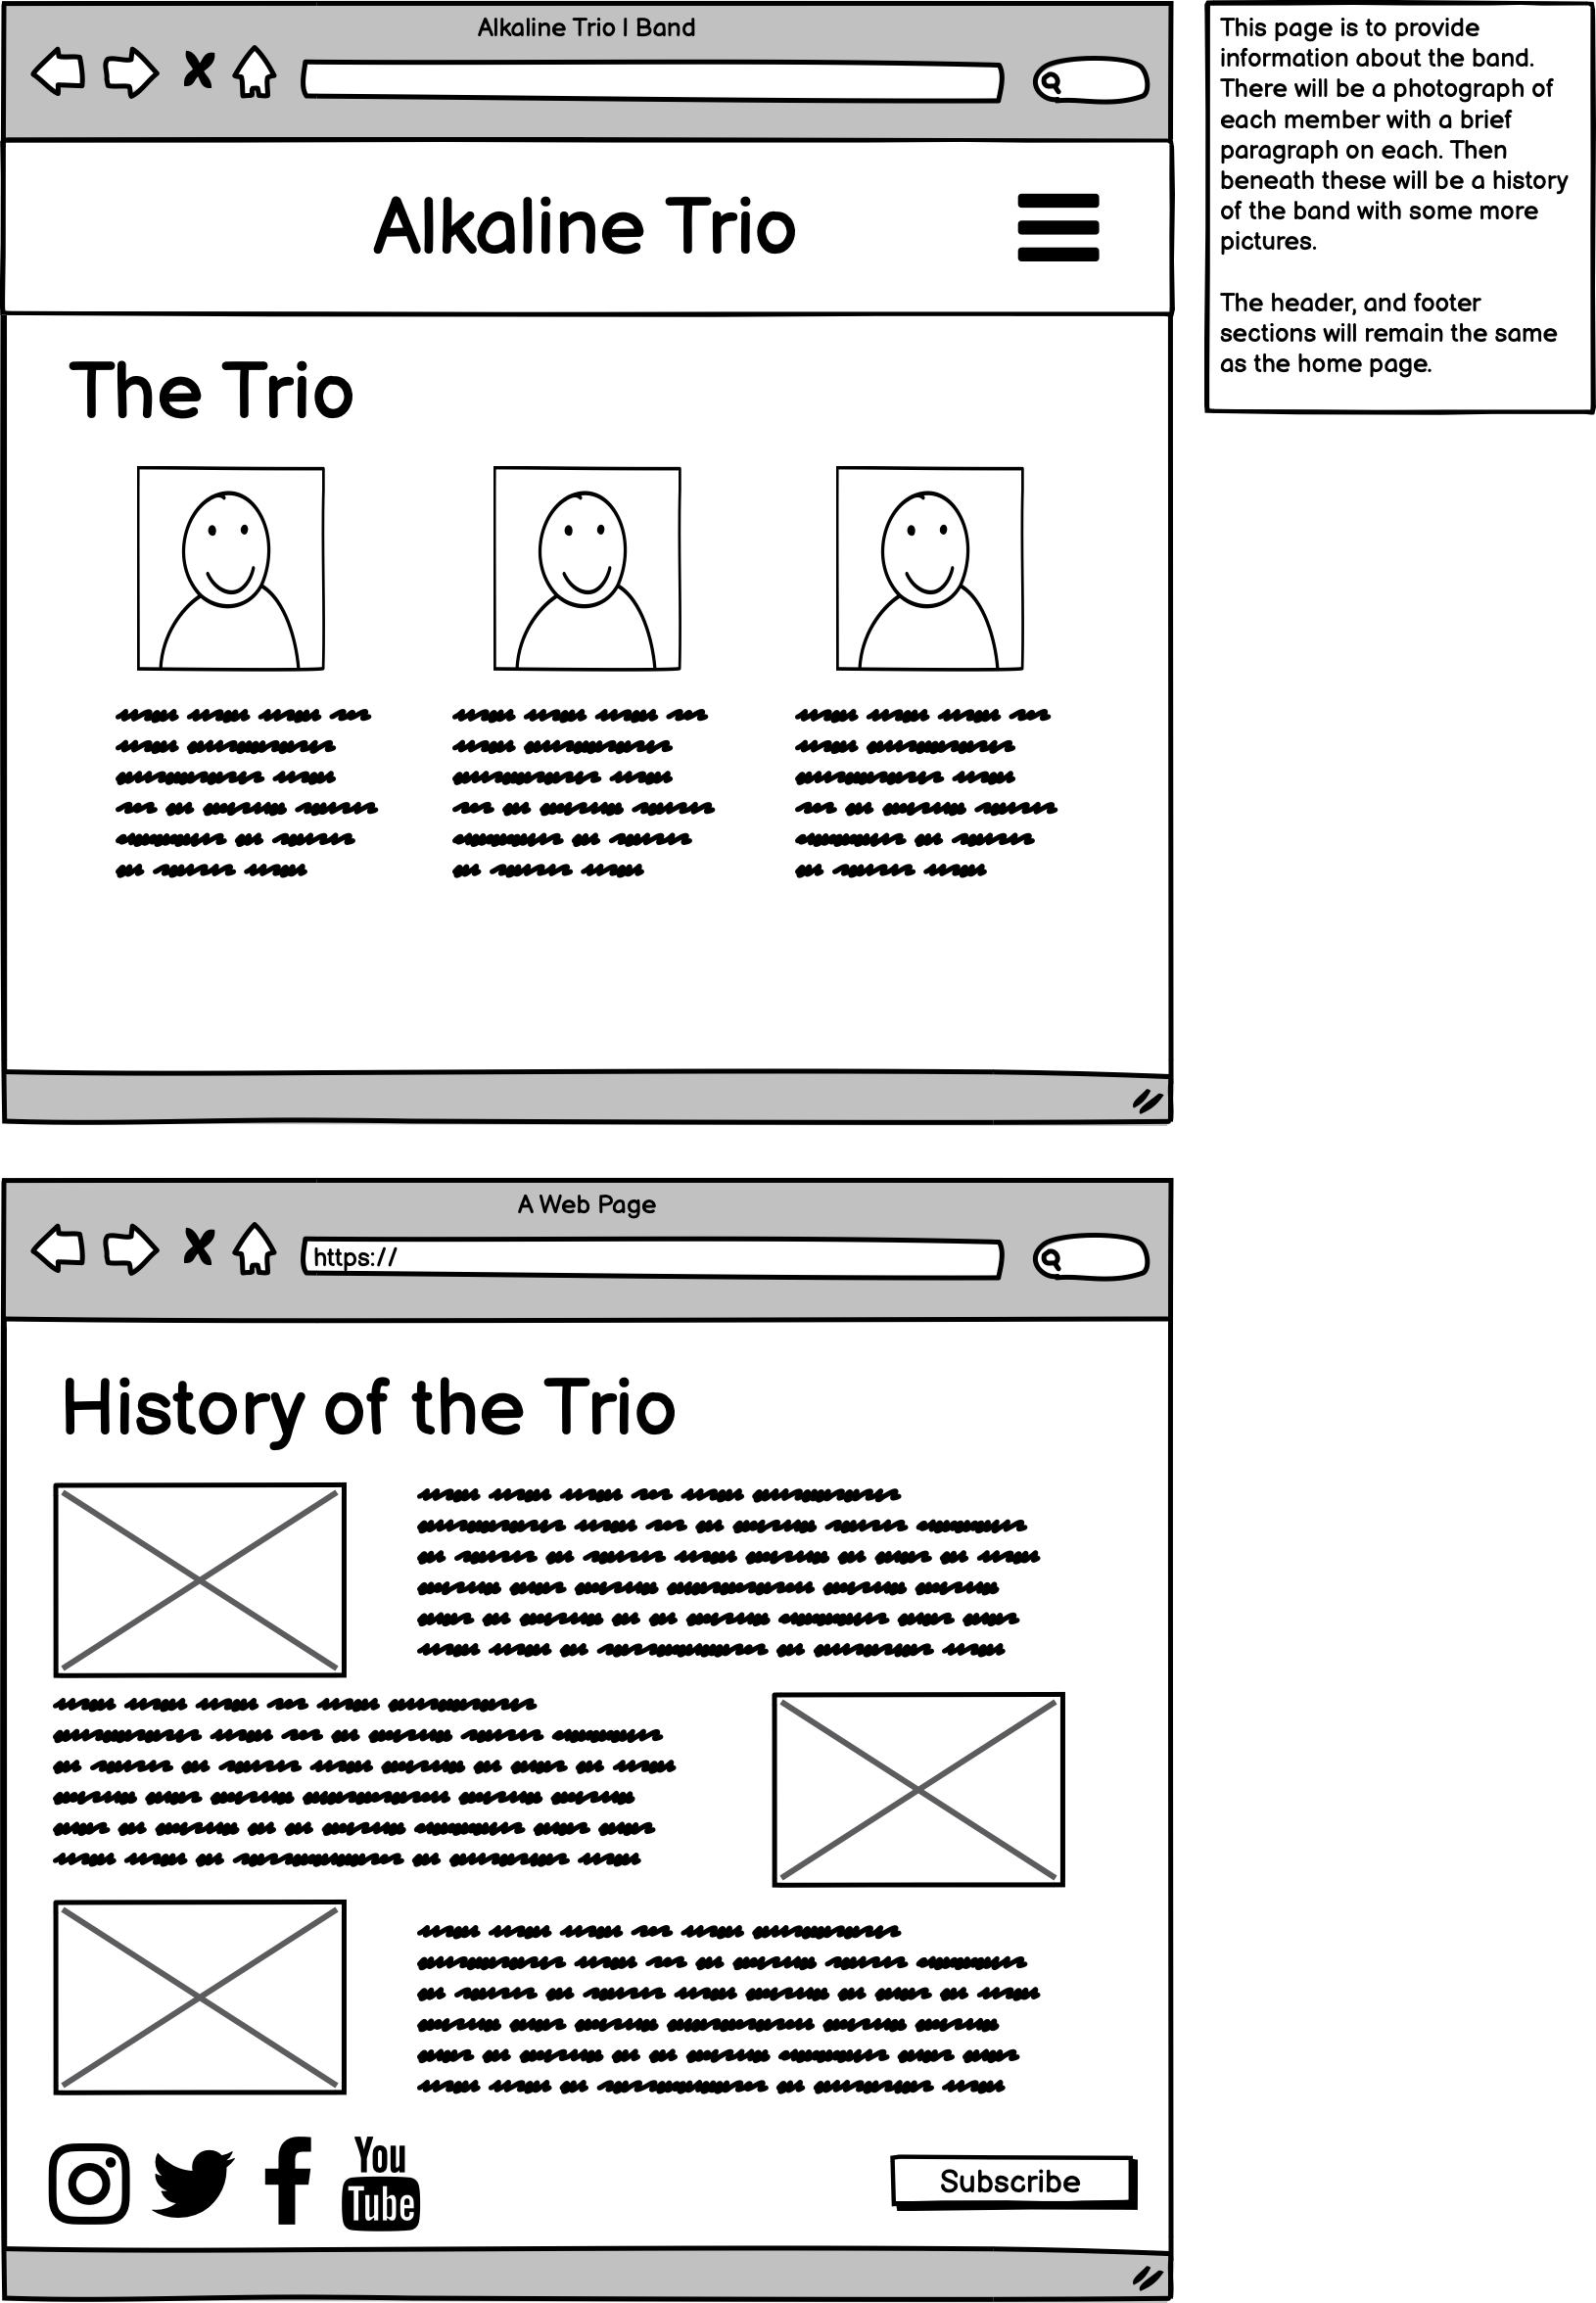 Alkaline Trio | Band
Alkaline Trio
The Trio
This page is to provide
information about the band.
There will be a photograph of
each member with a brief
paragraph on each. Then
beneath these will be a history
of the band with some more
pictures.
The header, and footer
sections will remain the same
as the home page.
A Web Page
https://
History of the Trio
You
Tube
Subscribe